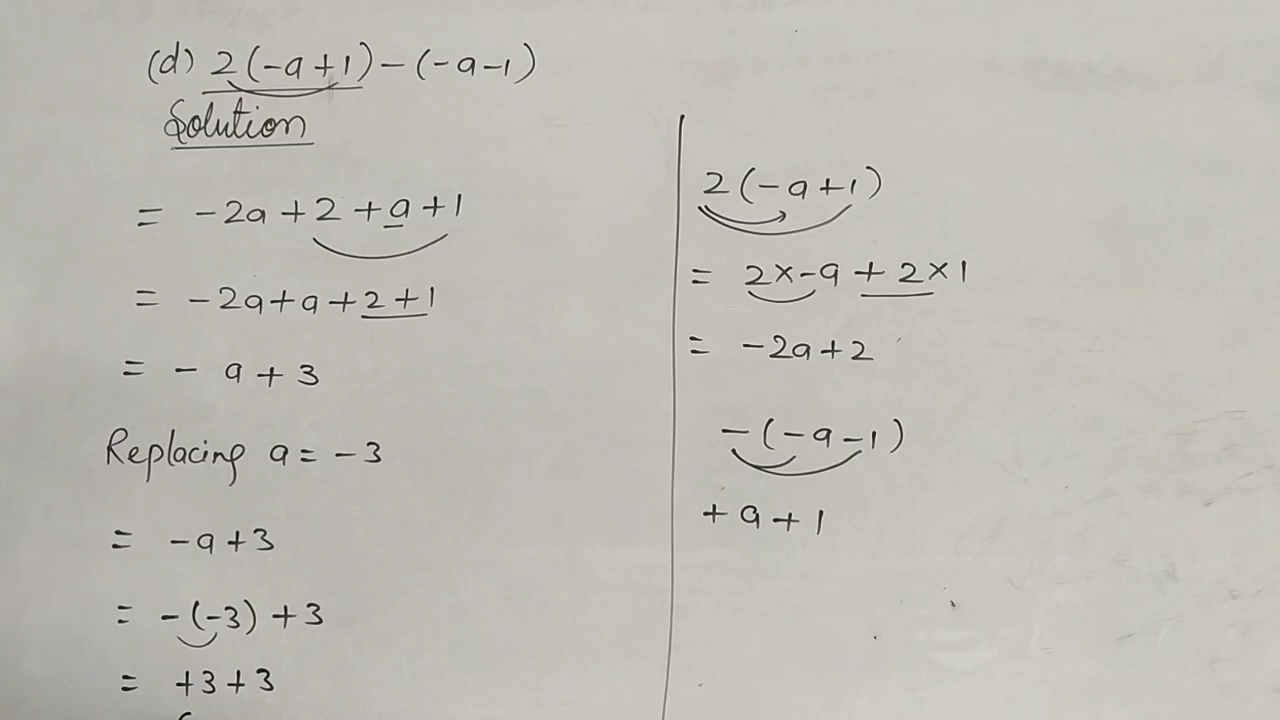 (d) 2(-a+1)-(-a-1)
Solution
= -2a+2+a+1
= -2a+a+2+1
= - a+3
Replacing a = -3
= -a+3
= -(-3)+3
= +3+3
2(-a+1)
= 2×-a+2×1
= -2a+2
-(-a-1)
+a+1